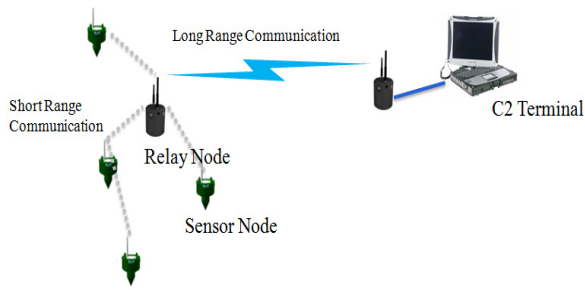 Long Range Communication
Short Range
Communication
C2 Terminal
Relay Node
Sensor Node